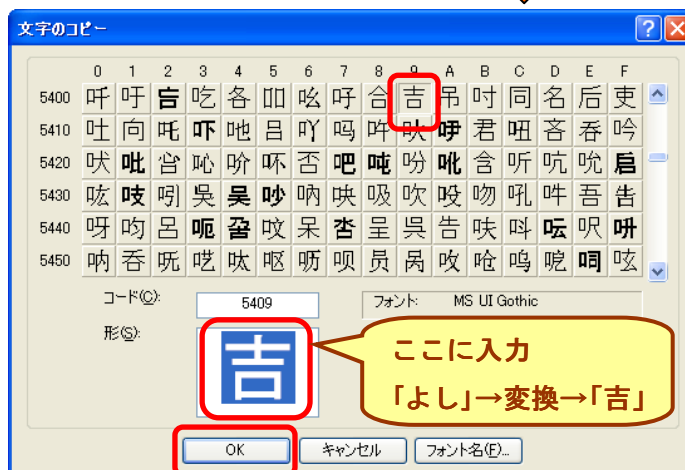 文字のコピー
0 1 2 3 4 5 6 7 8 9 A B C D E F
5400 吀 吁 吂 吃 各 吅 吆 吇 合 吉 吊 吋 同 名 后 吏
5410 吐 向 吒 吓 吔 吕 吖 吗 吘 吙 吚 君 吜 吝 吞 吟
5420 吠 吡 吢 吣 吤 吥 否 吧 吨 吩 吪 含 听 吭 吮 启
5430 吰 吱 吲 吳 吴 吵 吶 吷 吸 吹 吺 吻 吼 吽 吾 吿
5440 呀 呁 呂 呃 呄 呅 呆 呇 呈 呉 告 呋 呌 呍 呎 呏
5450 呐 呑 呒 呓 呔 呕 呖 呗 员 呙 呚 呛 呜 呝 呞 呟
コード(C): 5409 フォント: MS UI Gothic
形(S):
吉
ここに入力
「よし」→変換→「吉」
OK キャンセル フォント名(F)...